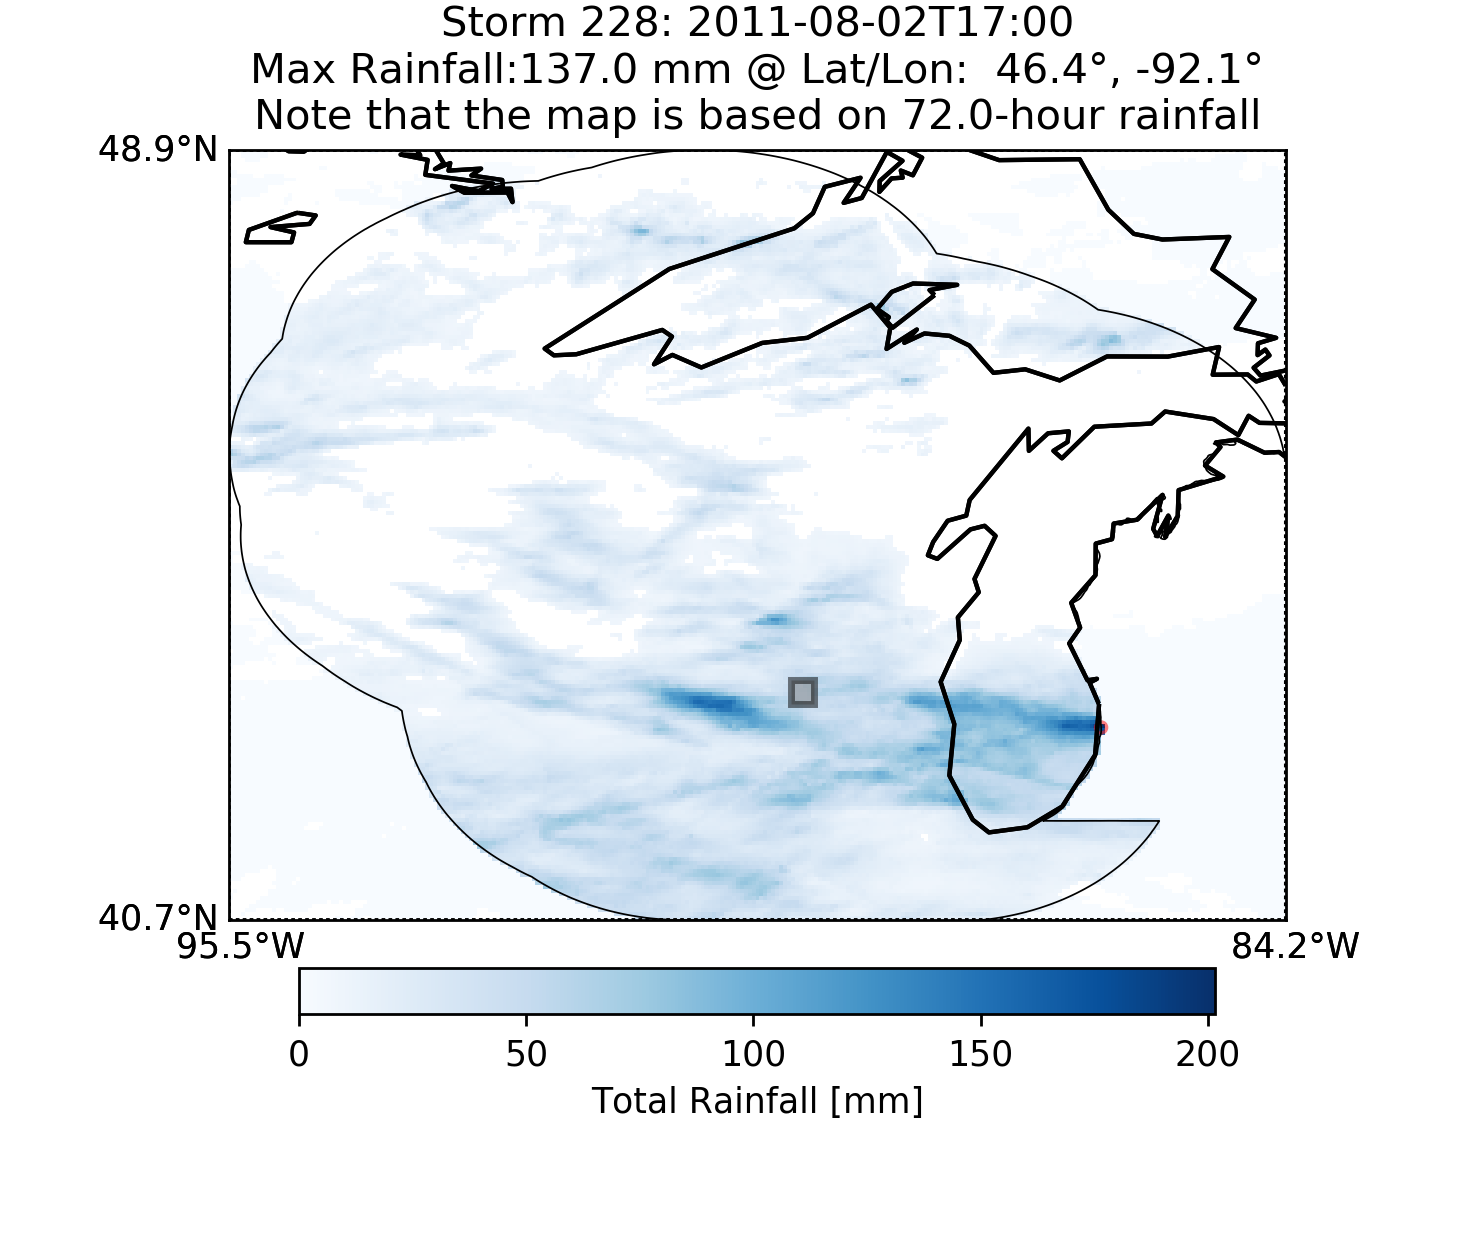 Storm 228: 2011-08-02T17:00
Max Rainfall:137.0 mm @ Lat/Lon:  46.4°, -92.1°
Note that the map is based on 72.0-hour rainfall
48.9°N
40.7°N
95.5°W 84.2°W
0 50 100 150 200
Total Rainfall [mm]